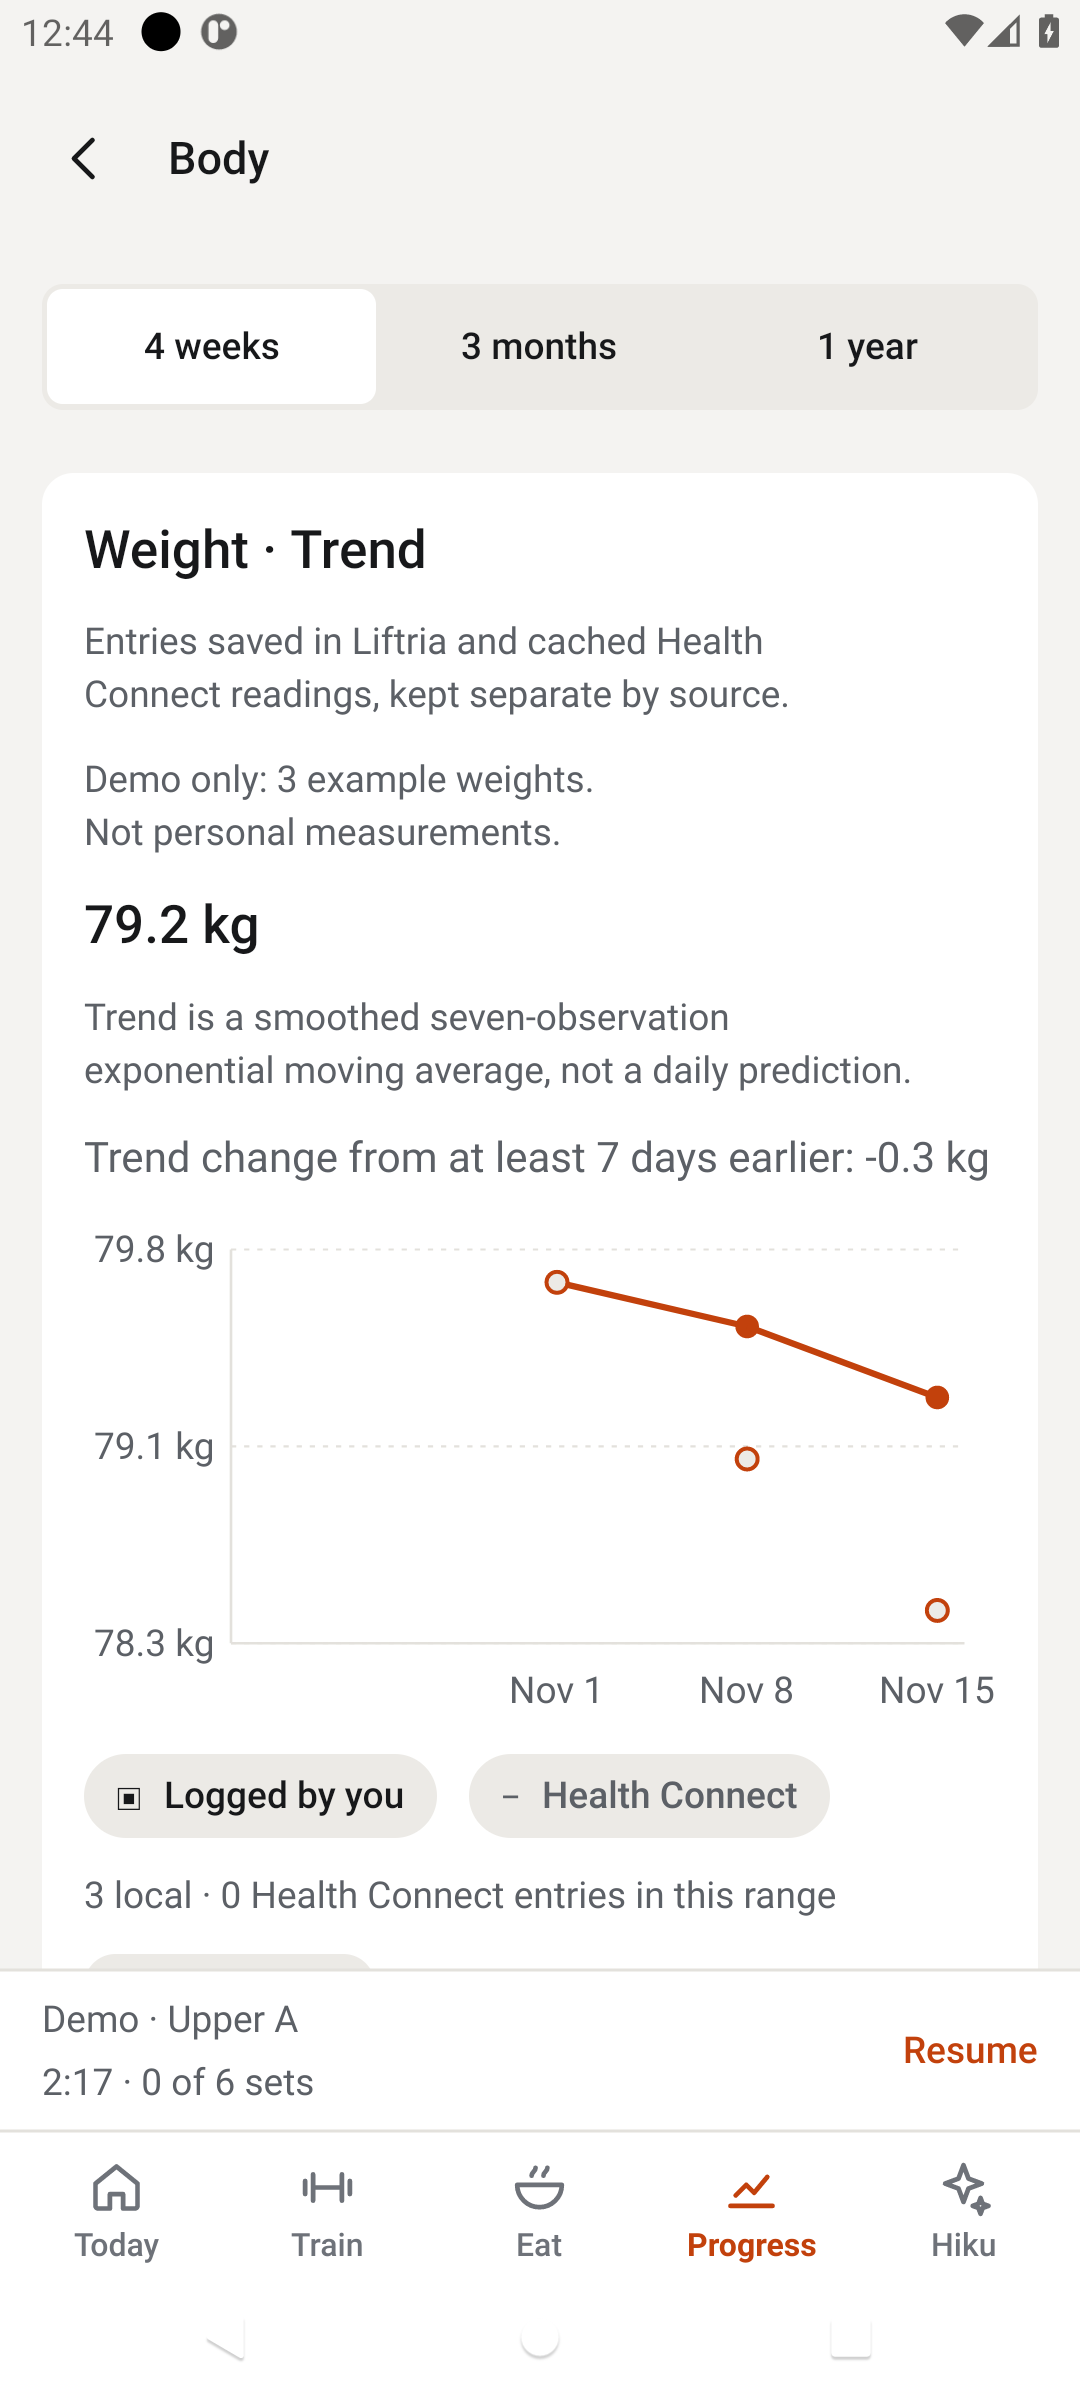 12:44
Body
4 weeks
3 months
1 year
Weight · Trend
Entries saved in Liftria and cached Health
Connect readings, kept separate by source.
Demo only: 3 example weights.
Not personal measurements.
79.2 kg
Trend is a smoothed seven-observation
exponential moving average, not a daily prediction.
Trend change from at least 7 days earlier: -0.3 kg
79.8 kg
79.1 kg
78.3 kg
Nov 1
Nov 8
Nov 15
Logged by you
Health Connect
3 local · 0 Health Connect entries in this range
Demo · Upper A
2:17 · 0 of 6 sets
Resume
Today
Train
Eat
Progress
Hiku